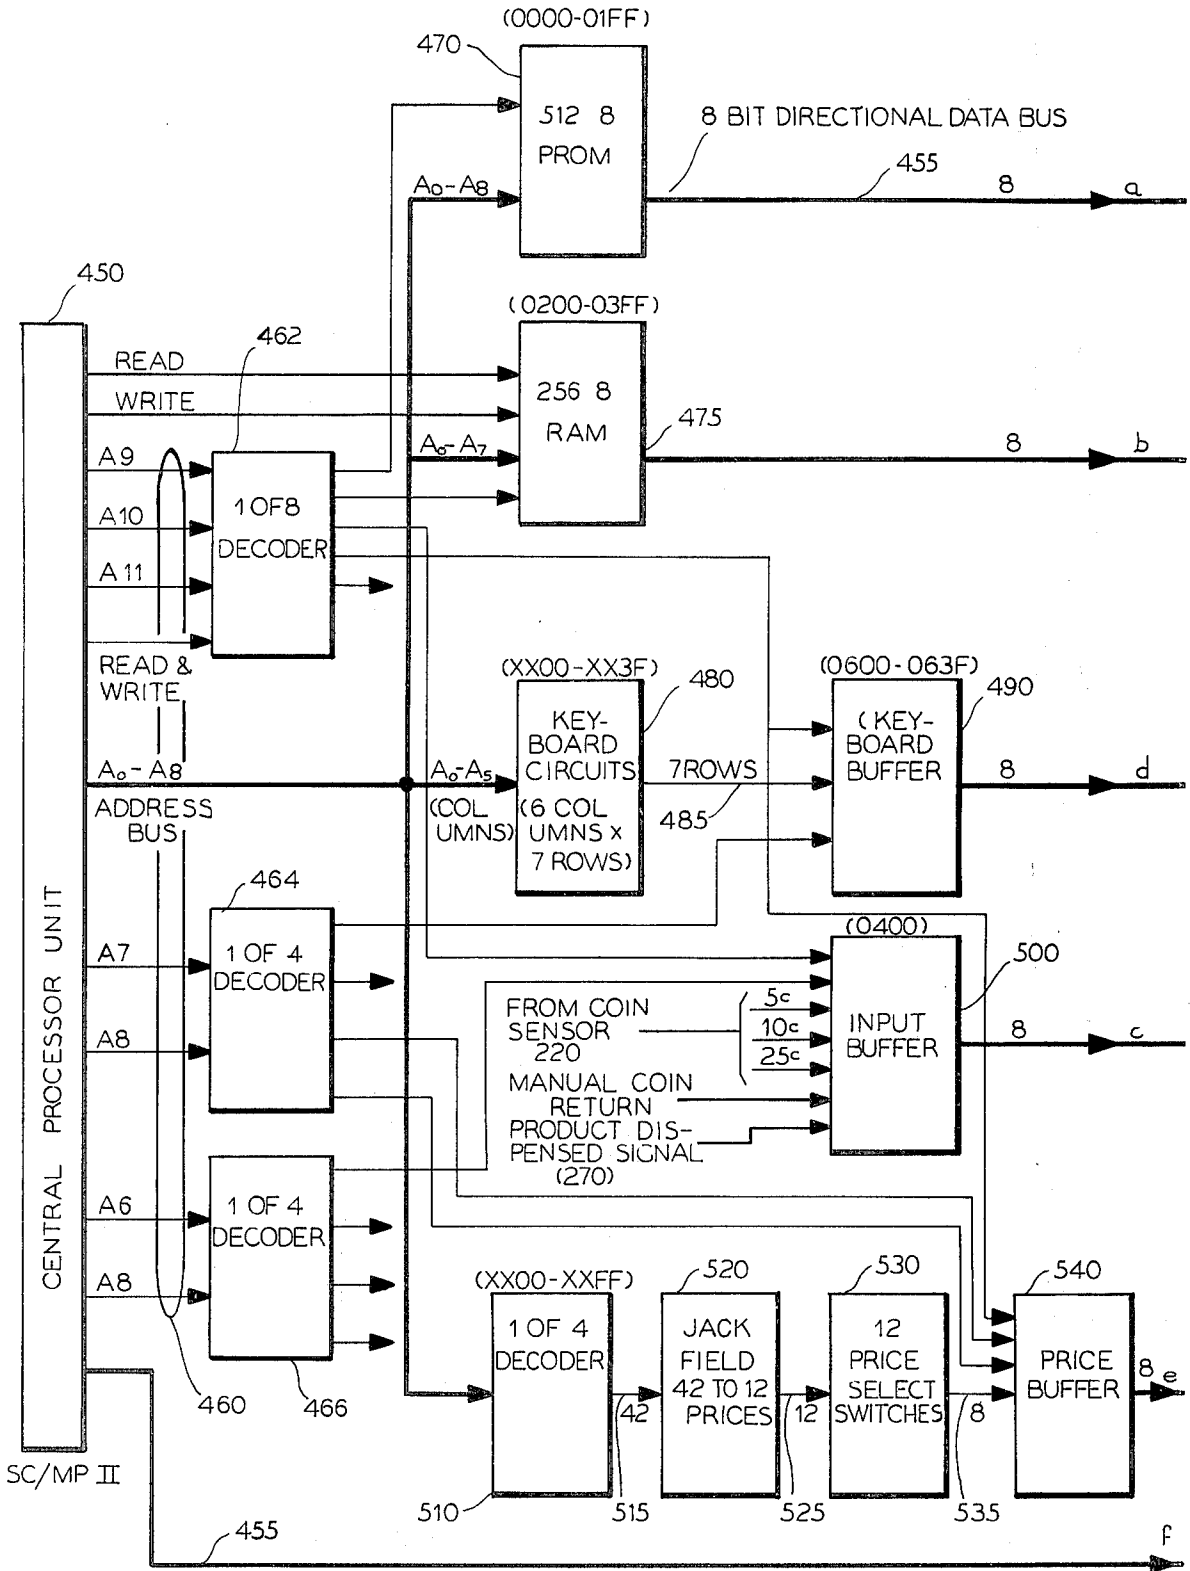 (0000-01FF)
470
512 8
PROM
8 BIT DIRECTIONAL DATA BUS
455
A0-A8
8
a
450
(0200-03FF)
462
READ
WRITE
256 8
RAM
475
A0-A7
8
b
A9
A10
A11
1 OF 8
DECODER
READ &
WRITE
(XX00-XX3F)
480
(0600-063F)
490
KEY-
BOARD
CIRCUITS
(6 COL
UMNS x
7 ROWS)
(KEY-
BOARD
BUFFER
A0-A8
ADDRESS
BUS
A0-A5
(COL
UMNS)
7 ROWS
485
8
d
464
1 OF 4
DECODER
A7
A8
(0400)
500
FROM COIN
SENSOR
220
5c
10c
25c
INPUT
BUFFER
8
c
MANUAL COIN
RETURN
PRODUCT DIS-
PENSED SIGNAL
(270)
CENTRAL PROCESSOR UNIT
1 OF 4
DECODER
A6
A8
460
466
(XX00-XXFF)
520
530
540
1 OF 4
DECODER
42
JACK
FIELD
42 TO 12
PRICES
12
12
PRICE
SELECT
SWITCHES
8
PRICE
BUFFER
8
e
SC/MP II
510
515
525
535
455
f